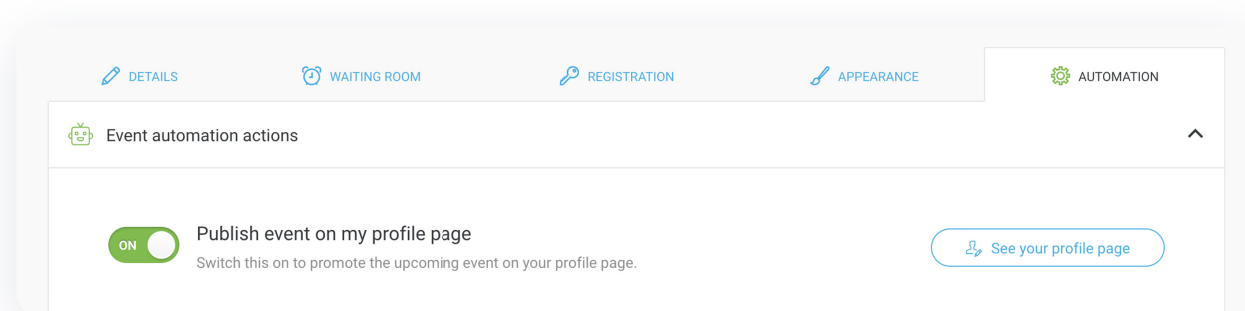 DETAILS WAITING ROOM REGISTRATION APPEARANCE AUTOMATION
Event automation actions
ON
Publish event on my profile page
Switch this on to promote the upcoming event on your profile page.
See your profile page